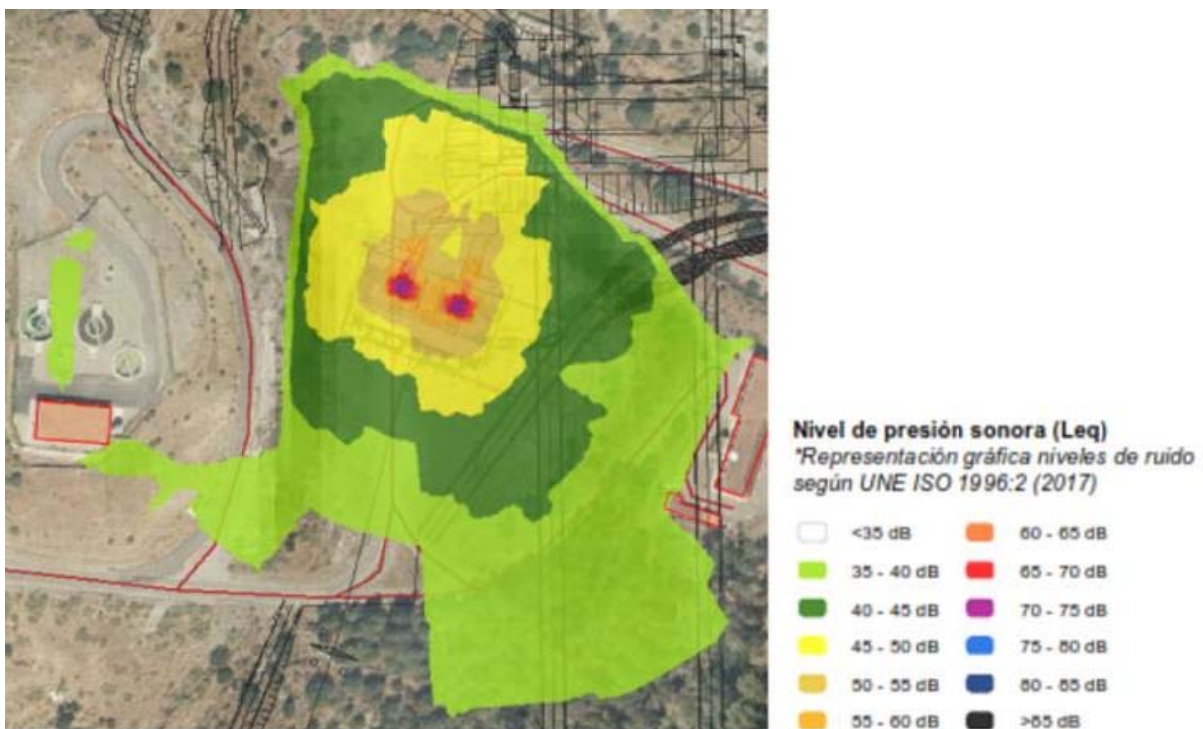 Nivel de presión sonora (Leq)
*Representación gráfica niveles de ruido
según UNE ISO 1996:2 (2017)
<35 dB
60 - 65 dB
35 - 40 dB
65 - 70 dB
40 - 45 dB
70 - 75 dB
45 - 50 dB
75 - 80 dB
50 - 55 dB
80 - 85 dB
55 - 60 dB
>85 dB